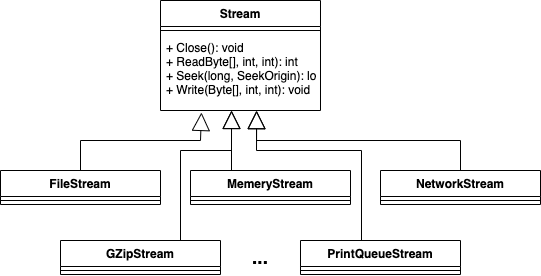 Stream
+ Close(): void
+ ReadByte[], int, int): int
+ Seek(long, SeekOrigin): lo
+ Write(Byte[], int, int): void
FileStream
MemeryStream
NetworkStream
GZipStream
...
PrintQueueStream